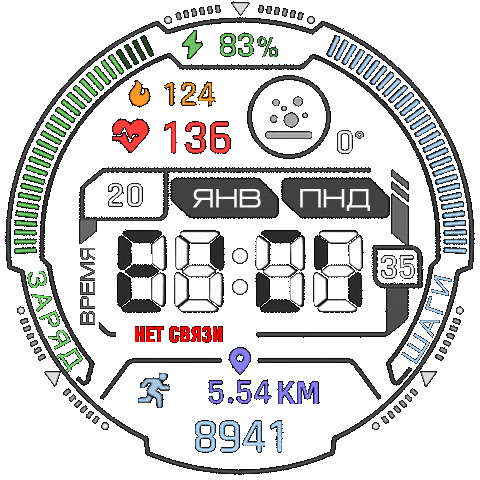 83%
124
136
0°
20 ЯНВ ПНД
ВРЕМЯ
35
НЕТ СВЯЗИ
ЗАРЯД
ШАГИ
5.54 КМ
8941